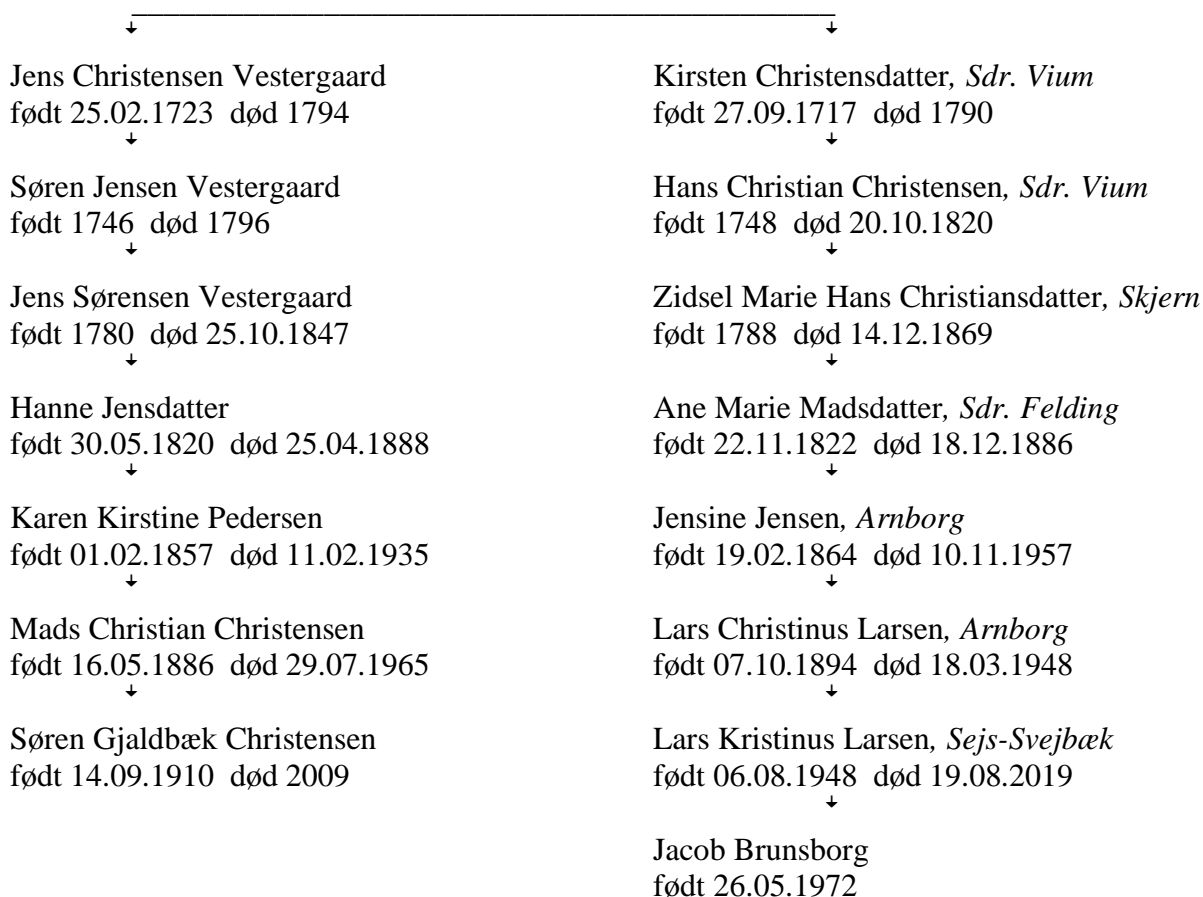 Jens Christensen Vestergaard
født 25.02.1723 død 1794
Søren Jensen Vestergaard
født 1746 død 1796
Jens Sørensen Vestergaard
født 1780 død 25.10.1847
Hanne Jensdatter
født 30.05.1820 død 25.04.1888
Karen Kirstine Pedersen
født 01.02.1857 død 11.02.1935
Mads Christian Christensen
født 16.05.1886 død 29.07.1965
Søren Gjaldbæk Christensen
født 14.09.1910 død 2009
Kirsten Christensdatter, Sdr. Vium
født 27.09.1717 død 1790
Hans Christian Christensen, Sdr. Vium
født 1748 død 20.10.1820
Zidsel Marie Hans Christiansdatter, Skjern
født 1788 død 14.12.1869
Ane Marie Madsdatter, Sdr. Felding
født 22.11.1822 død 18.12.1886
Jensine Jensen, Arnborg
født 19.02.1864 død 10.11.1957
Lars Christinus Larsen, Arnborg
født 07.10.1894 død 18.03.1948
Lars Kristinus Larsen, Sejs-Svejbæk
født 06.08.1948 død 19.08.2019
Jacob Brunsborg
født 26.05.1972